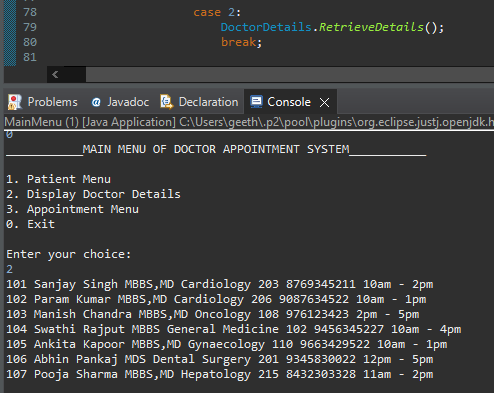 78 case 2:
79 DoctorDetails.RetrieveDetails();
80 break;
81
Problems @ Javadoc Declaration Console
MainMenu (1) [Java Application] C:\Users\geeth\.p2\pool\plugins\org.eclipse.justj.openjdk.h
0
___________MAIN MENU OF DOCTOR APPOINTMENT SYSTEM___________
1. Patient Menu
2. Display Doctor Details
3. Appointment Menu
0. Exit
Enter your choice:
2
101 Sanjay Singh MBBS,MD Cardiology 203 8769345211 10am - 2pm
102 Param Kumar MBBS,MD Cardiology 206 9087634522 10am - 1pm
103 Manish Chandra MBBS,MD Oncology 108 976123423 2pm - 5pm
104 Swathi Rajput MBBS General Medicine 102 9456345227 10am - 4pm
105 Ankita Kapoor MBBS,MD Gynaecology 110 9663429522 10am - 1pm
106 Abhin Pankaj MDS Dental Surgery 201 9345830022 12pm - 5pm
107 Pooja Sharma MBBS,MD Hepatology 215 8432303328 11am - 2pm